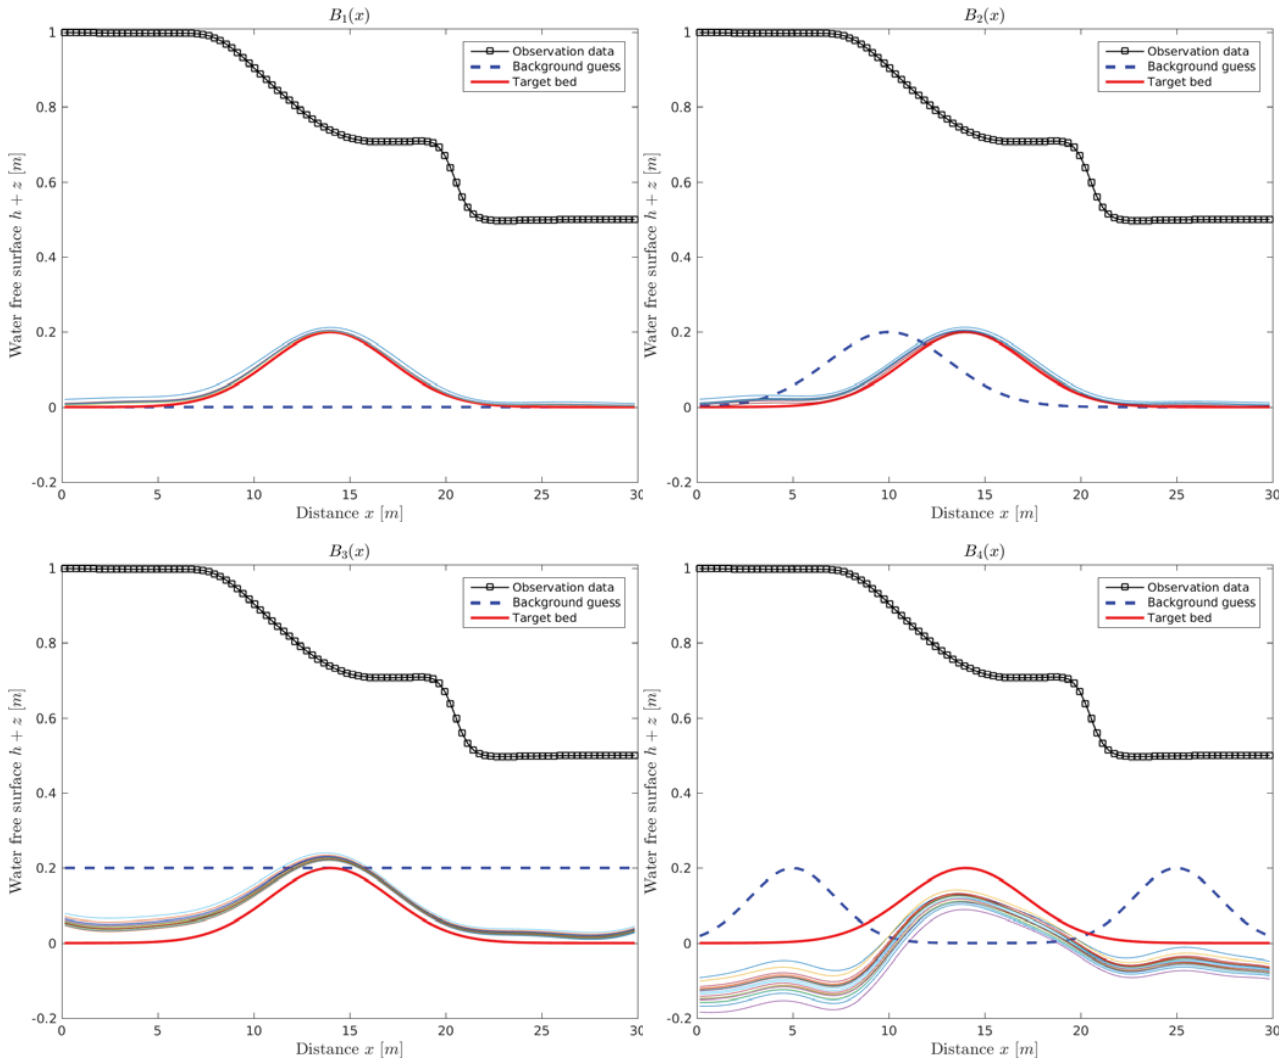 B₁(x)
Water free surface h + z [m]
1
0.8
0.6
0.4
0.2
0
-0.2
Observation data
Background guess
Target bed
0 5 10 15 20 25 30
Distance x [m]
B₂(x)
Water free surface h + z [m]
1
0.8
0.6
0.4
0.2
0
-0.2
Observation data
Background guess
Target bed
0 5 10 15 20 25 30
Distance x [m]
B₃(x)
Water free surface h + z [m]
1
0.8
0.6
0.4
0.2
0
-0.2
Observation data
Background guess
Target bed
0 5 10 15 20 25 30
Distance x [m]
B₄(x)
Water free surface h + z [m]
1
0.8
0.6
0.4
0.2
0
-0.2
Observation data
Background guess
Target bed
0 5 10 15 20 25 30
Distance x [m]